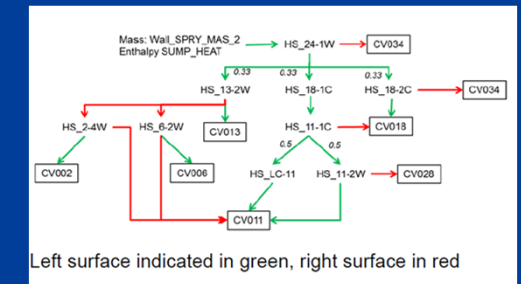 Mass: Wall_SPRY_MAS_2
Enthalpy SUMP_HEAT
HS_24-1W
CV034
0.33
0.33
0.33
HS_13-2W
HS_18-1C
HS_18-2C
CV034
HS_2-4W
HS_6-2W
CV013
HS_11-1C
CV018
0.5
0.5
CV002
CV006
HS_LC-11
HS_11-2W
CV028
CV011
Left surface indicated in green, right surface in red